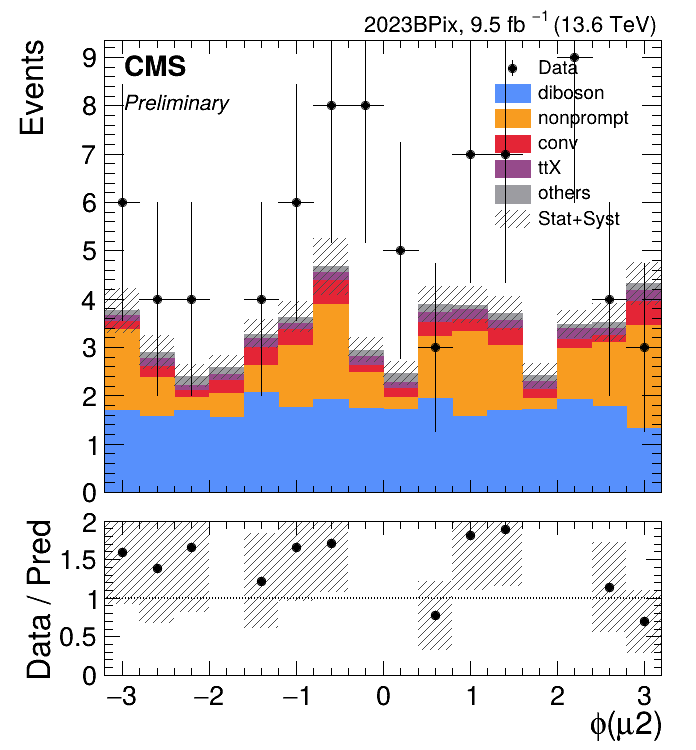 2023BPix, 9.5 fb⁻¹ (13.6 TeV)
CMS
Preliminary
Events
9
8
7
6
5
4
3
2
1
0
Data
diboson
nonprompt
conv
ttX
others
Stat+Syst
Data / Pred
2
1.5
1
0.5
0
−3 −2 −1 0 1 2 3
ϕ(μ2)